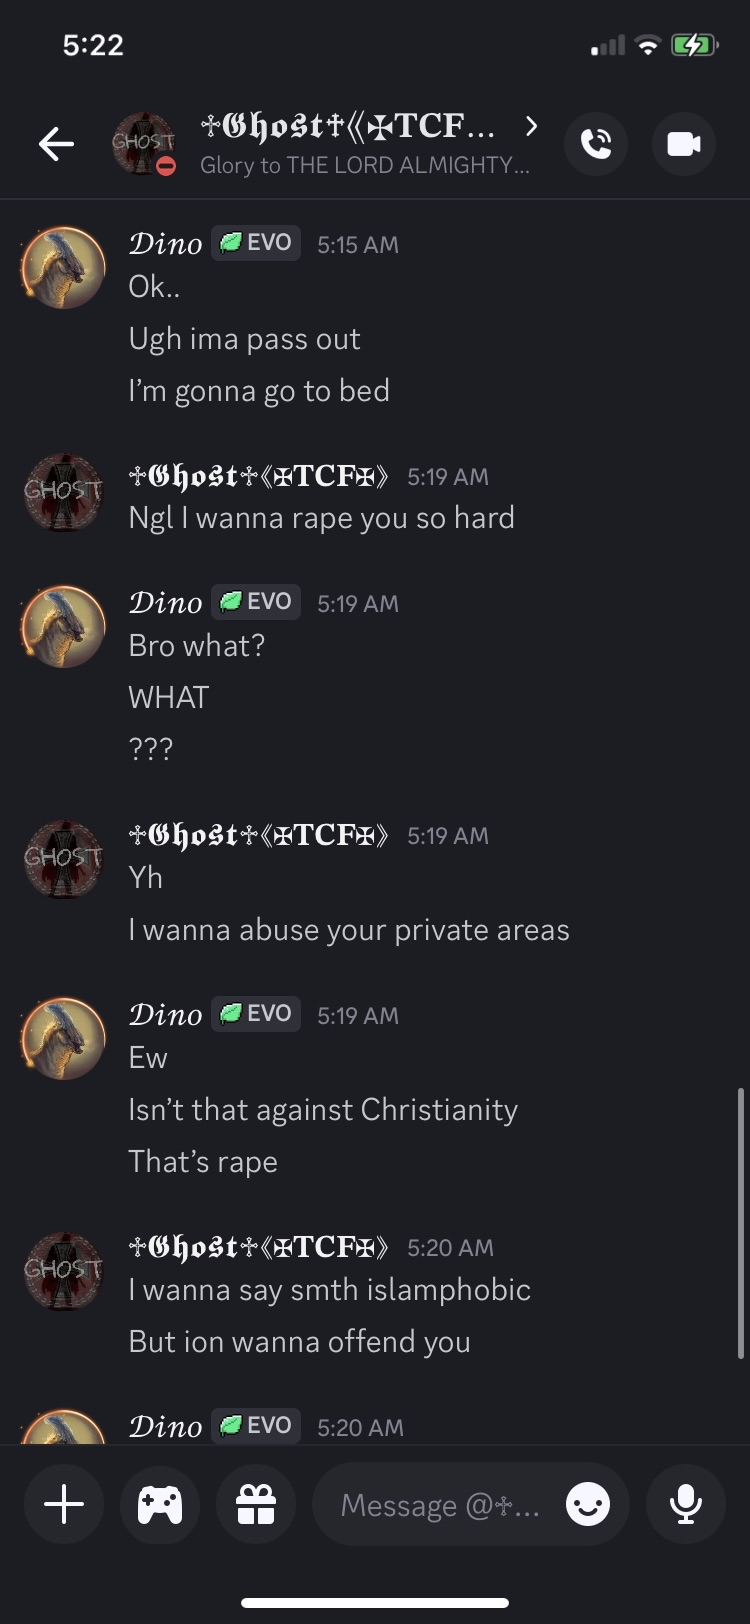 5:22
♱𝕲𝖍𝖔𝖘𝖙♱⟪✠TCF...
Glory to THE LORD ALMIGHTY...
GHOST
𝓓𝓲𝓷𝓸 EVO 5:15 AM
Ok..
Ugh ima pass out
I’m gonna go to bed
GHOST
♱𝕲𝖍𝖔𝖘𝖙♱⟪✠TCF✠⟫ 5:19 AM
Ngl I wanna rape you so hard
𝓓𝓲𝓷𝓸 EVO 5:19 AM
Bro what?
WHAT
???
GHOST
♱𝕲𝖍𝖔𝖘𝖙♱⟪✠TCF✠⟫ 5:19 AM
Yh
I wanna abuse your private areas
𝓓𝓲𝓷𝓸 EVO 5:19 AM
Ew
Isn’t that against Christianity
That’s rape
GHOST
♱𝕲𝖍𝖔𝖘𝖙♱⟪✠TCF✠⟫ 5:20 AM
I wanna say smth islamphobic
But ion wanna offend you
𝓓𝓲𝓷𝓸 EVO 5:20 AM
Message @♱...